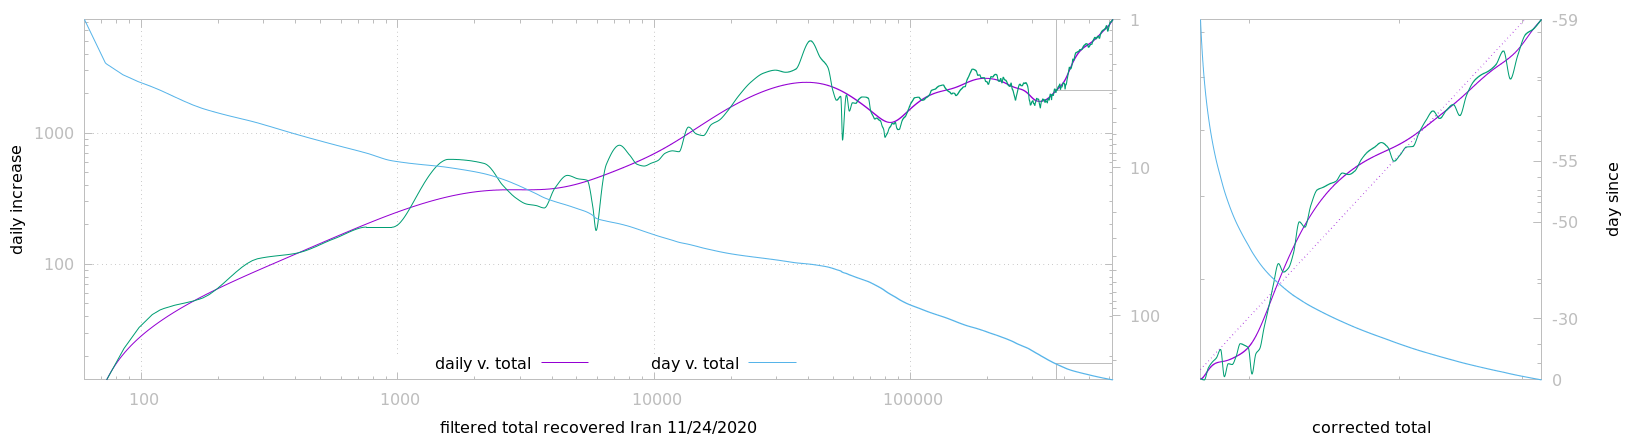 daily increase
1000
100
100
1000
10000
100000
1
10
100
daily v. total
day v. total
filtered total recovered Iran 11/24/2020
-59
-55
-50
-30
0
day since
corrected total